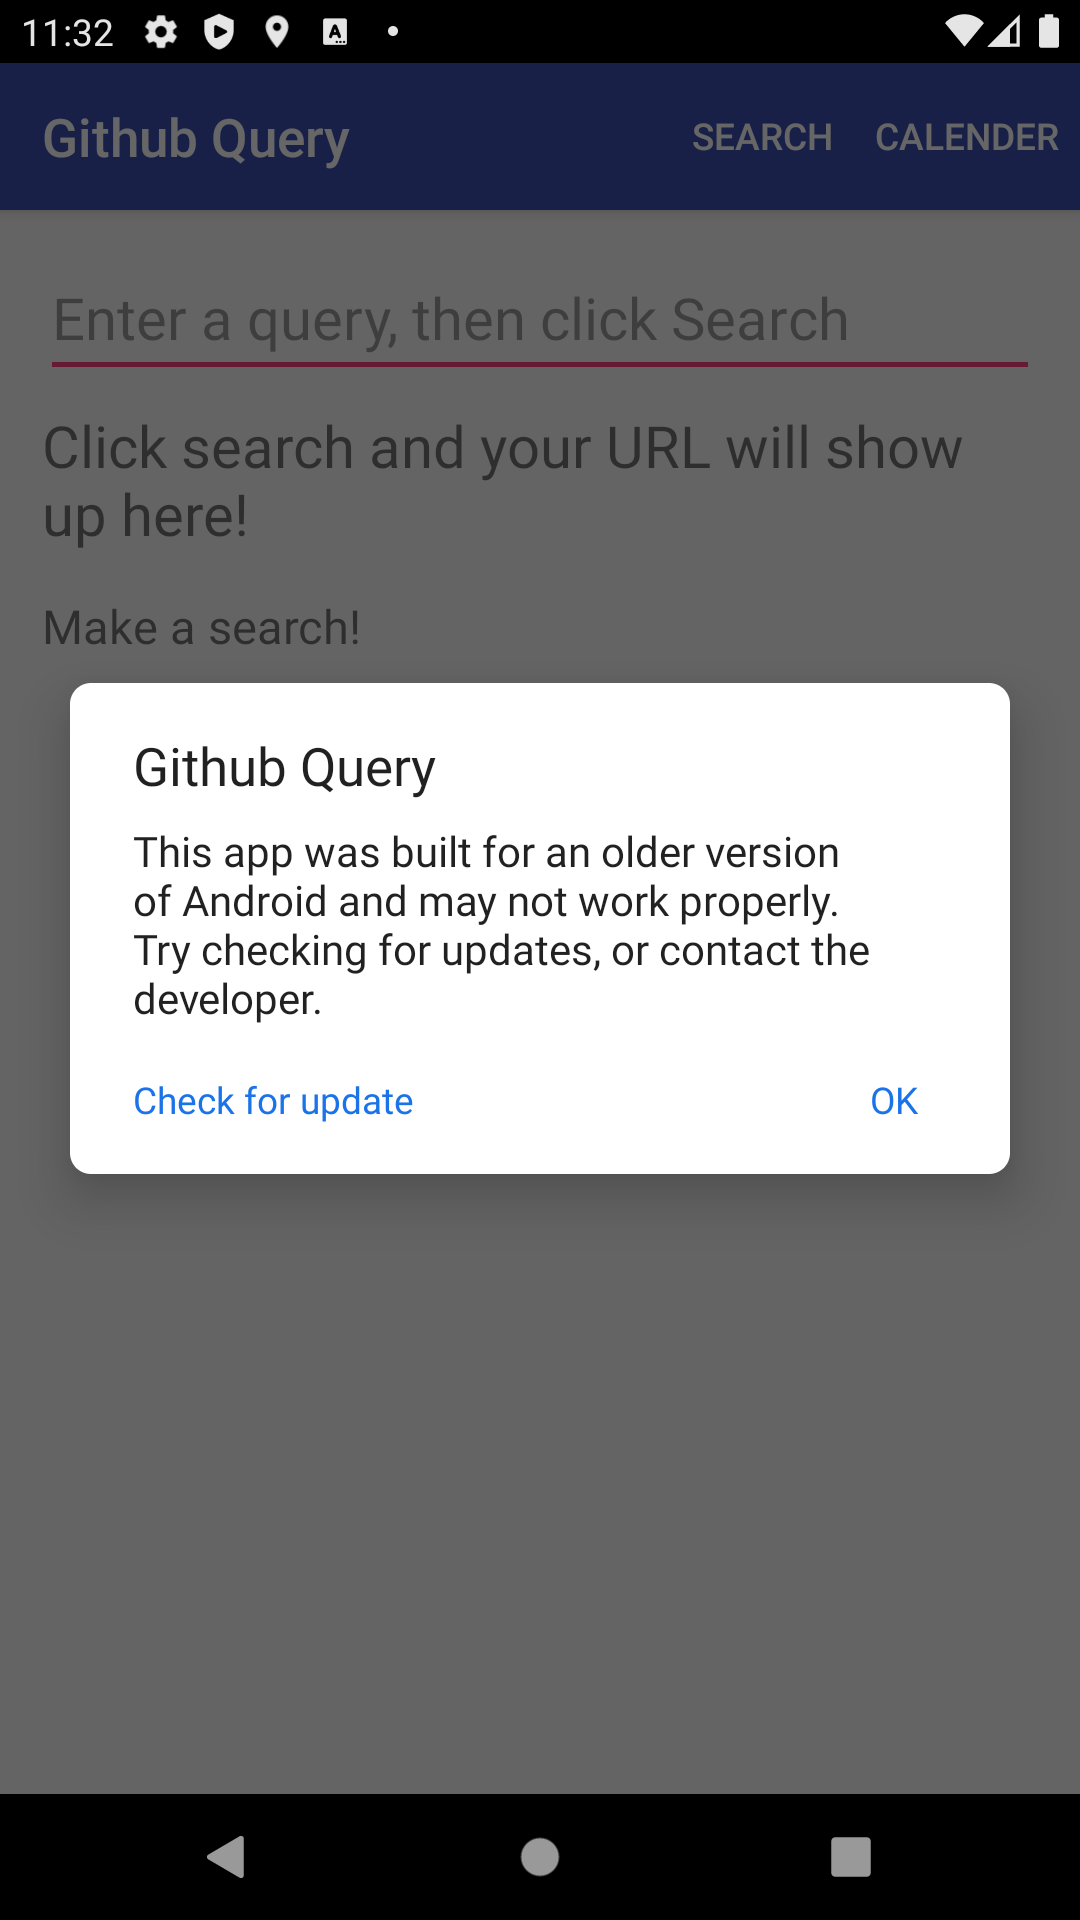 11:32
Github Query
SEARCH
CALENDER
Enter a query, then click Search
Click search and your URL will show
up here!
Make a search!
Github Query
This app was built for an older version
of Android and may not work properly.
Try checking for updates, or contact the
developer.
Check for update
OK